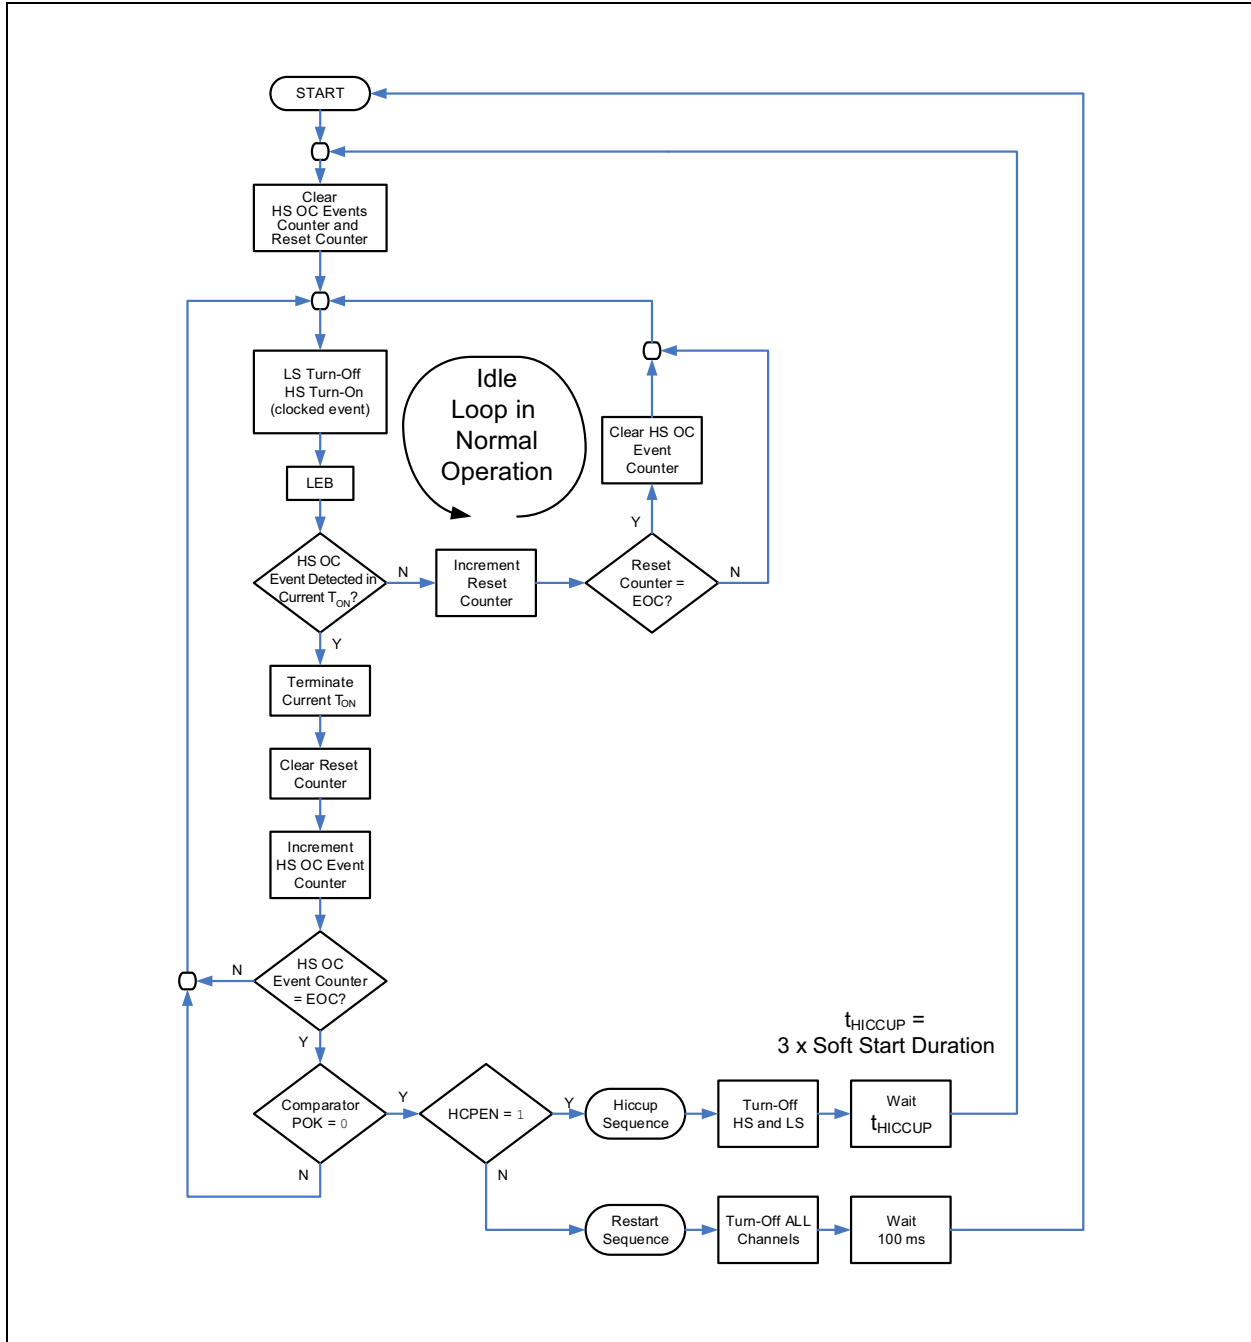 START
Clear
HS OC Events
Counter and
Reset Counter
LS Turn-Off
HS Turn-On
(clocked event)
LEB
Idle
Loop in
Normal
Operation
Clear HS OC
Event
Counter
Y
HS OC
Event Detected in
Current TON?
N
Increment
Reset
Counter
Reset
Counter =
EOC?
N
Y
Terminate
Current TON
Clear Reset
Counter
Increment
HS OC Event
Counter
HS OC
Event Counter
= EOC?
N
Y
tHICCUP =
3 x Soft Start Duration
Comparator
POK = 0
Y
N
HCPEN = 1
Y
N
Hiccup
Sequence
Turn-Off
HS and LS
Wait
tHICCUP
Restart
Sequence
Turn-Off ALL
Channels
Wait
100 ms